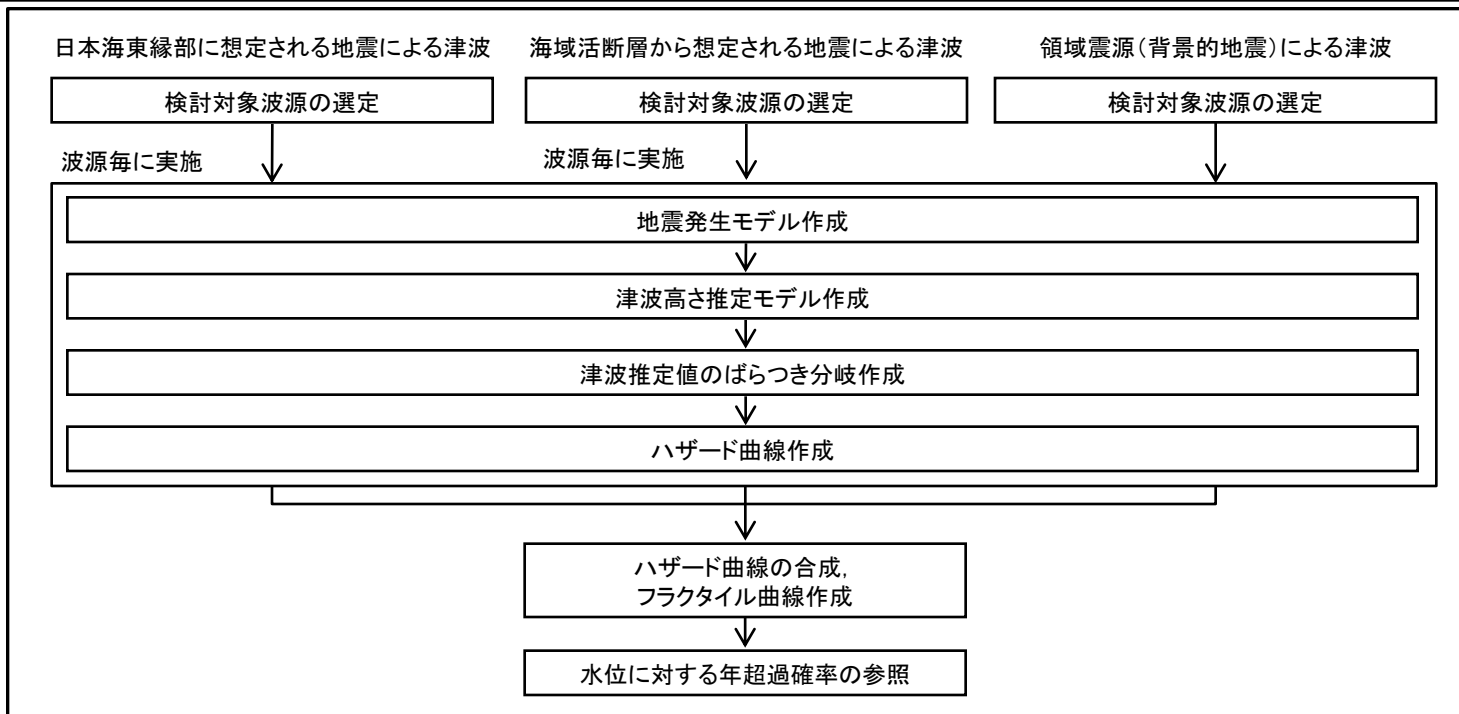 日本海東縁部に想定される地震による津波
海域活断層から想定される地震による津波
領域震源(背景的地震)による津波
検討対象波源の選定
検討対象波源の選定
検討対象波源の選定
波源毎に実施
波源毎に実施
地震発生モデル作成
津波高さ推定モデル作成
津波推定値のばらつき分岐作成
ハザード曲線作成
ハザード曲線の合成,
フラクタイル曲線作成
水位に対する年超過確率の参照